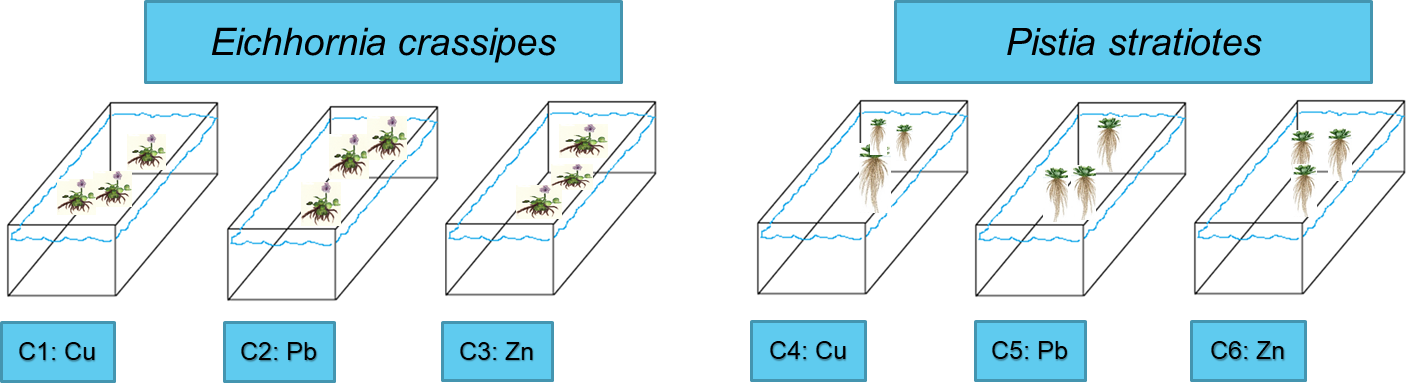 Eichhornia crassipes
Pistia stratiotes
C1: Cu
C2: Pb
C3: Zn
C4: Cu
C5: Pb
C6: Zn